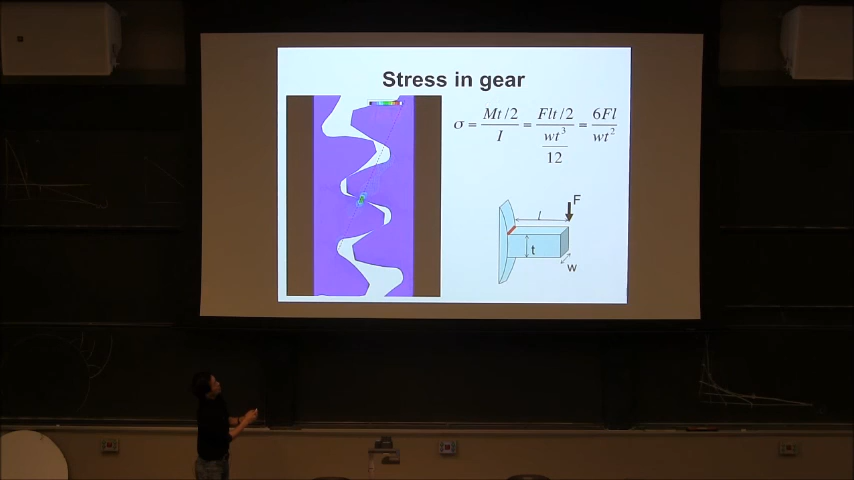 Stress in gear
σ = Mt/2 / I = Flt/2 / wt³/12 = 6Fl / wt²
F
l
t
w